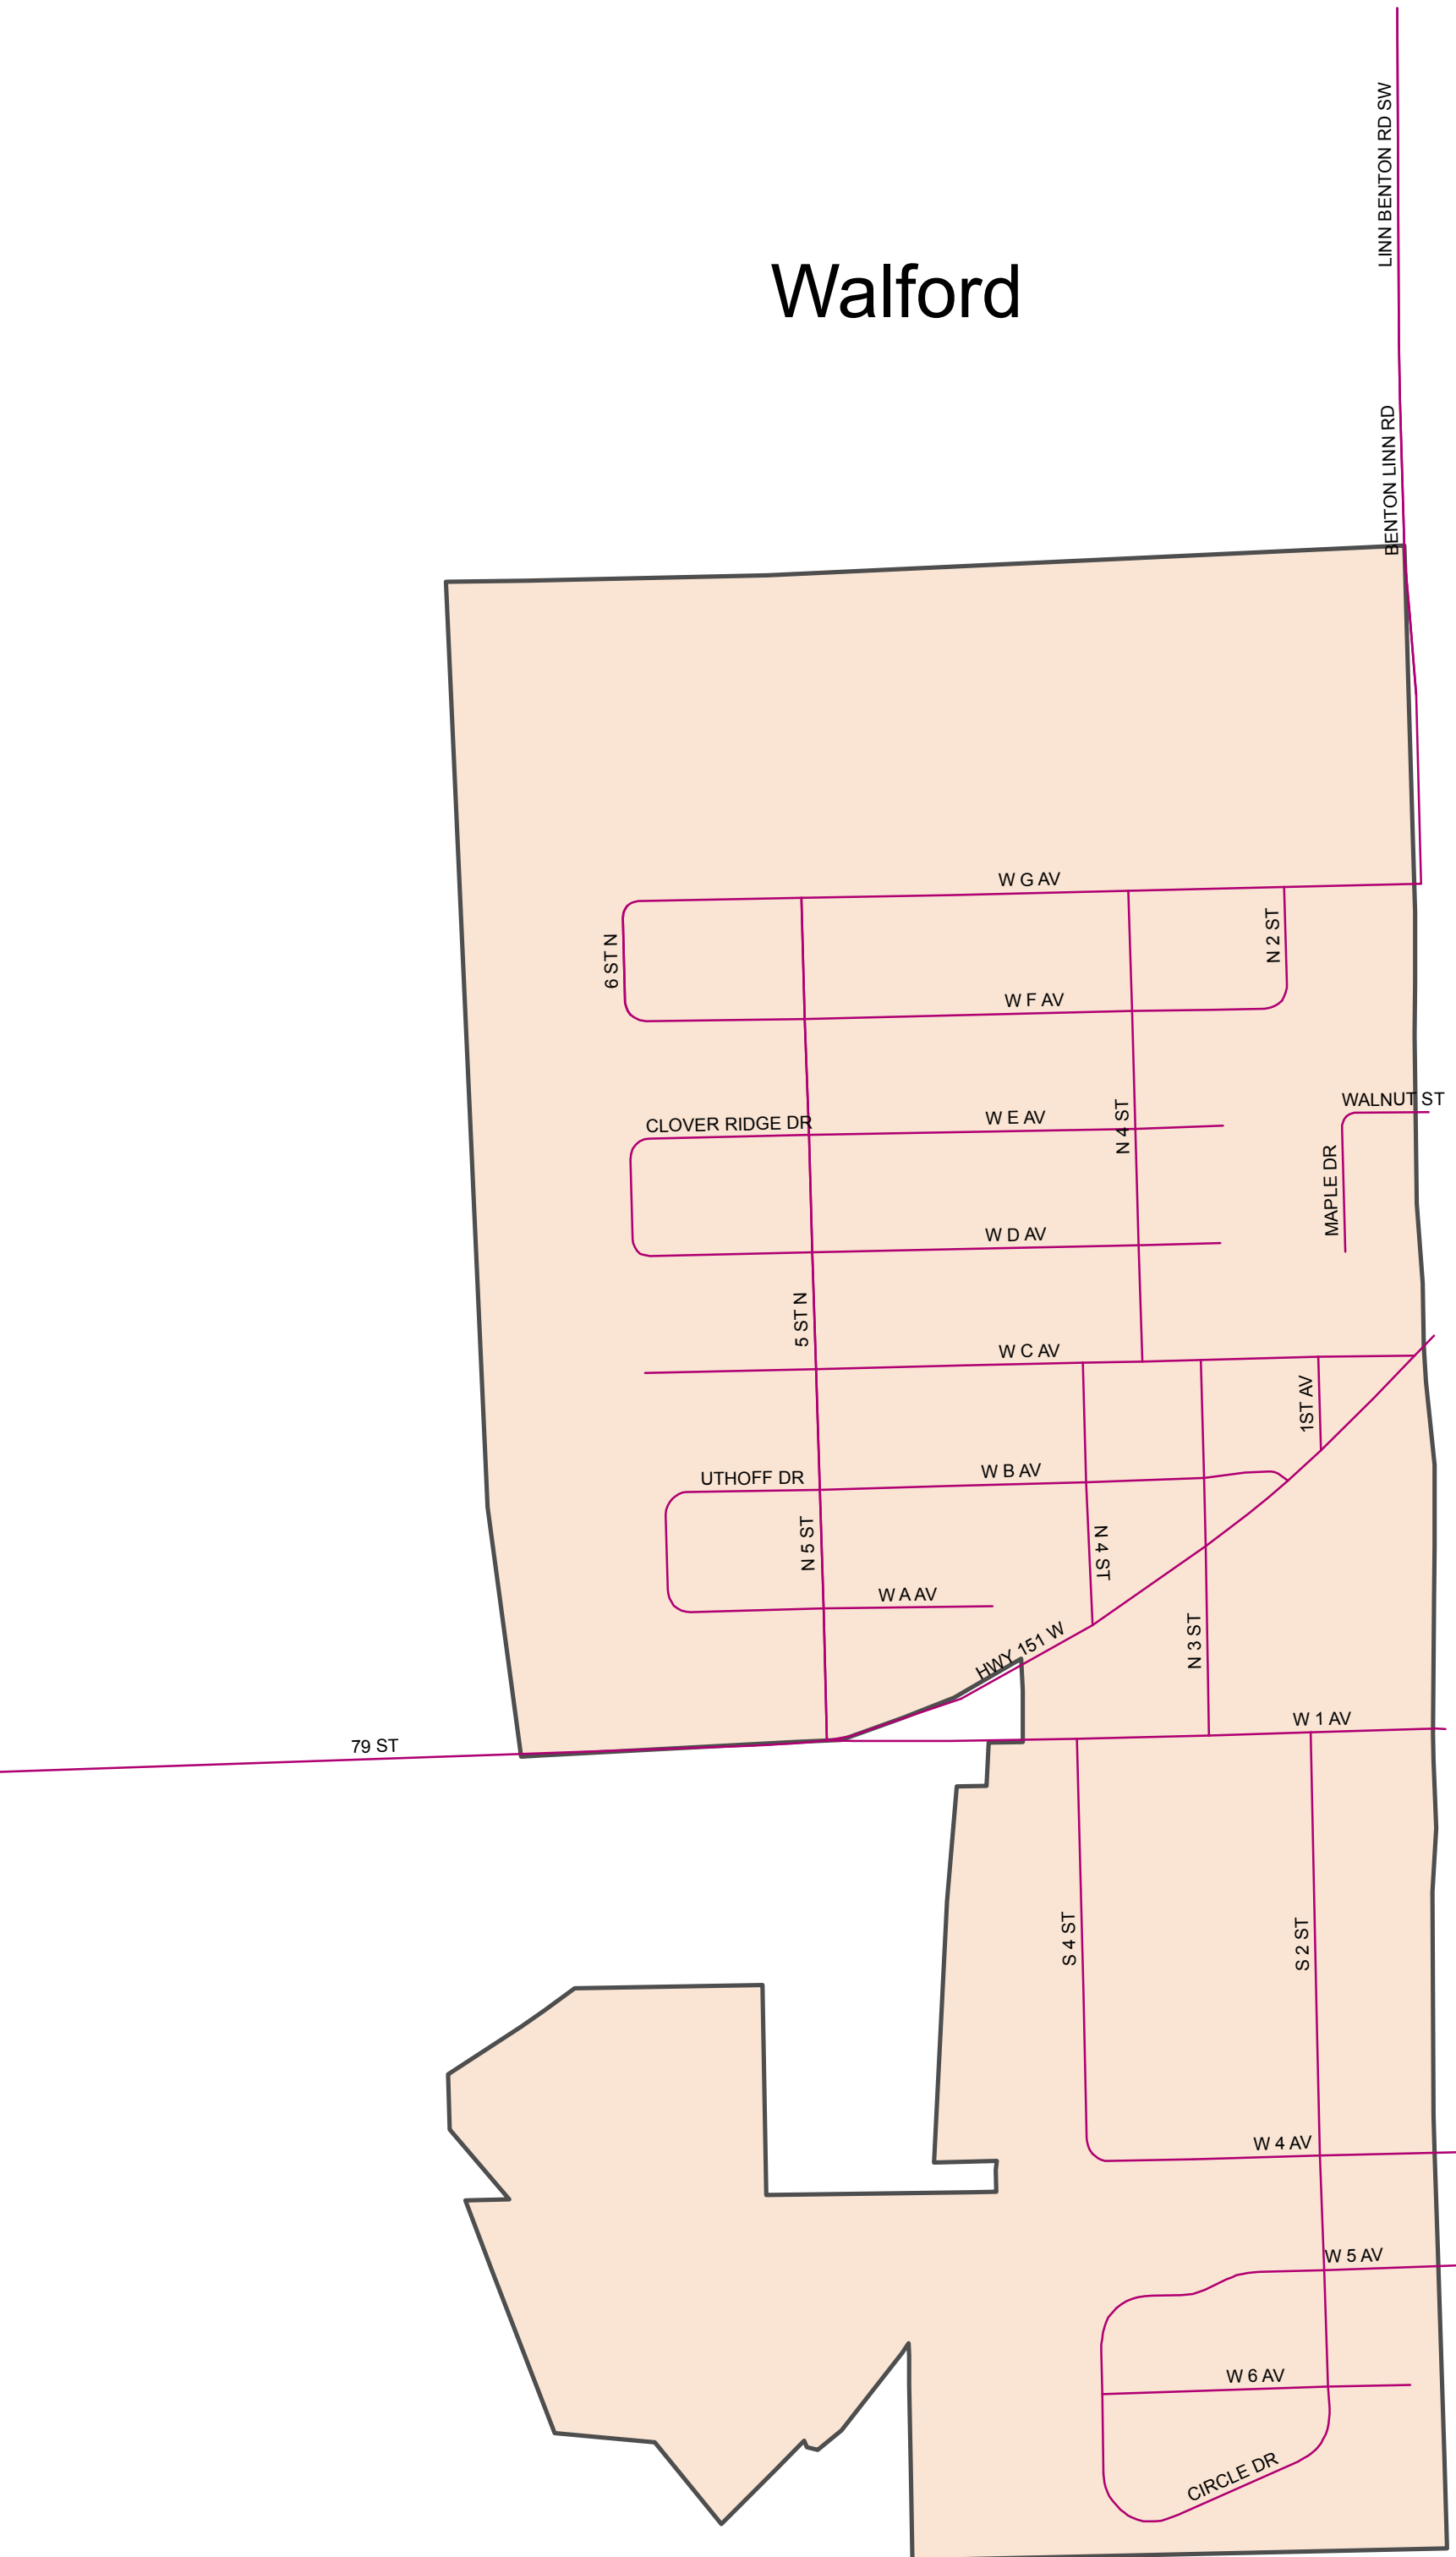 LINN BENTON RD SW
Walford
BENTON LINN RD
W G AV
6 ST N
N 2 ST
W F AV
WALNUT ST
CLOVER RIDGE DR
W E AV
N 4 ST
MAPLE DR
W D AV
5 ST N
W C AV
1ST AV
UTHOFF DR
W B AV
N 5 ST
N 4 ST
W A AV
HWY 151 W
N 3 ST
W 1 AV
79 ST
S 4 ST
S 2 ST
W 4 AV
W 5 AV
W 6 AV
CIRCLE DR